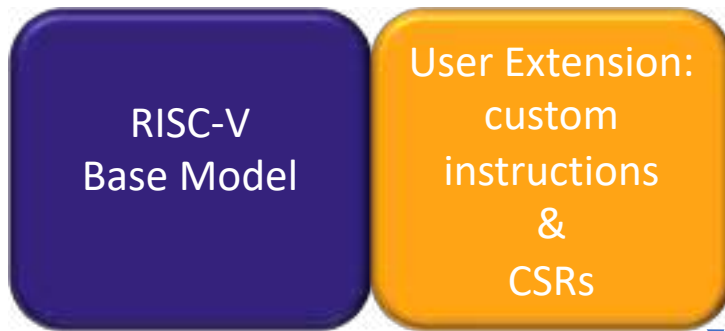 RISC-V
Base Model
User Extension:
custom
instructions
&
CSRs